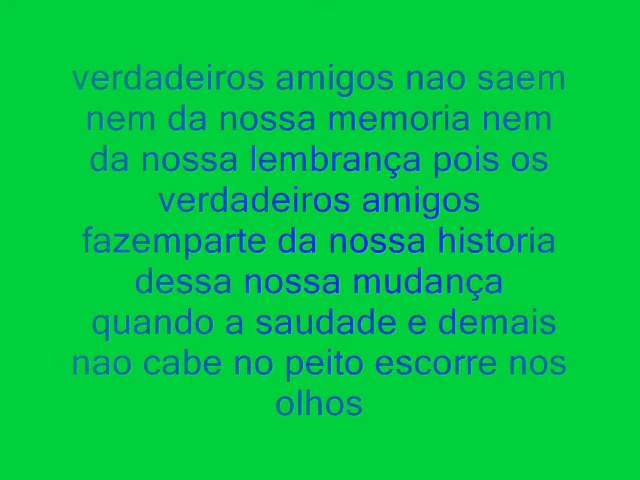 verdadeiros amigos nao saem
nem da nossa memoria nem
da nossa lembrança pois os
verdadeiros amigos
fazemparte da nossa historia
dessa nossa mudança
quando a saudade e demais
nao cabe no peito escorre nos
olhos